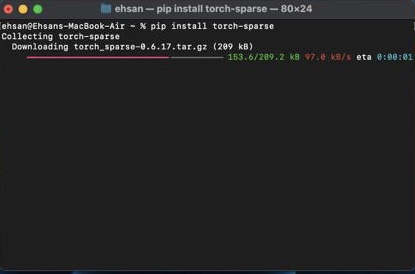 ehsan — pip install torch-sparse — 80×24
[ehsan@Ehsans-MacBook-Air ~ % pip install torch-sparse
Collecting torch-sparse
Downloading torch_sparse-0.6.17.tar.gz (209 kB)
153.6/209.2 kB 97.0 kB/s eta 0:00:01